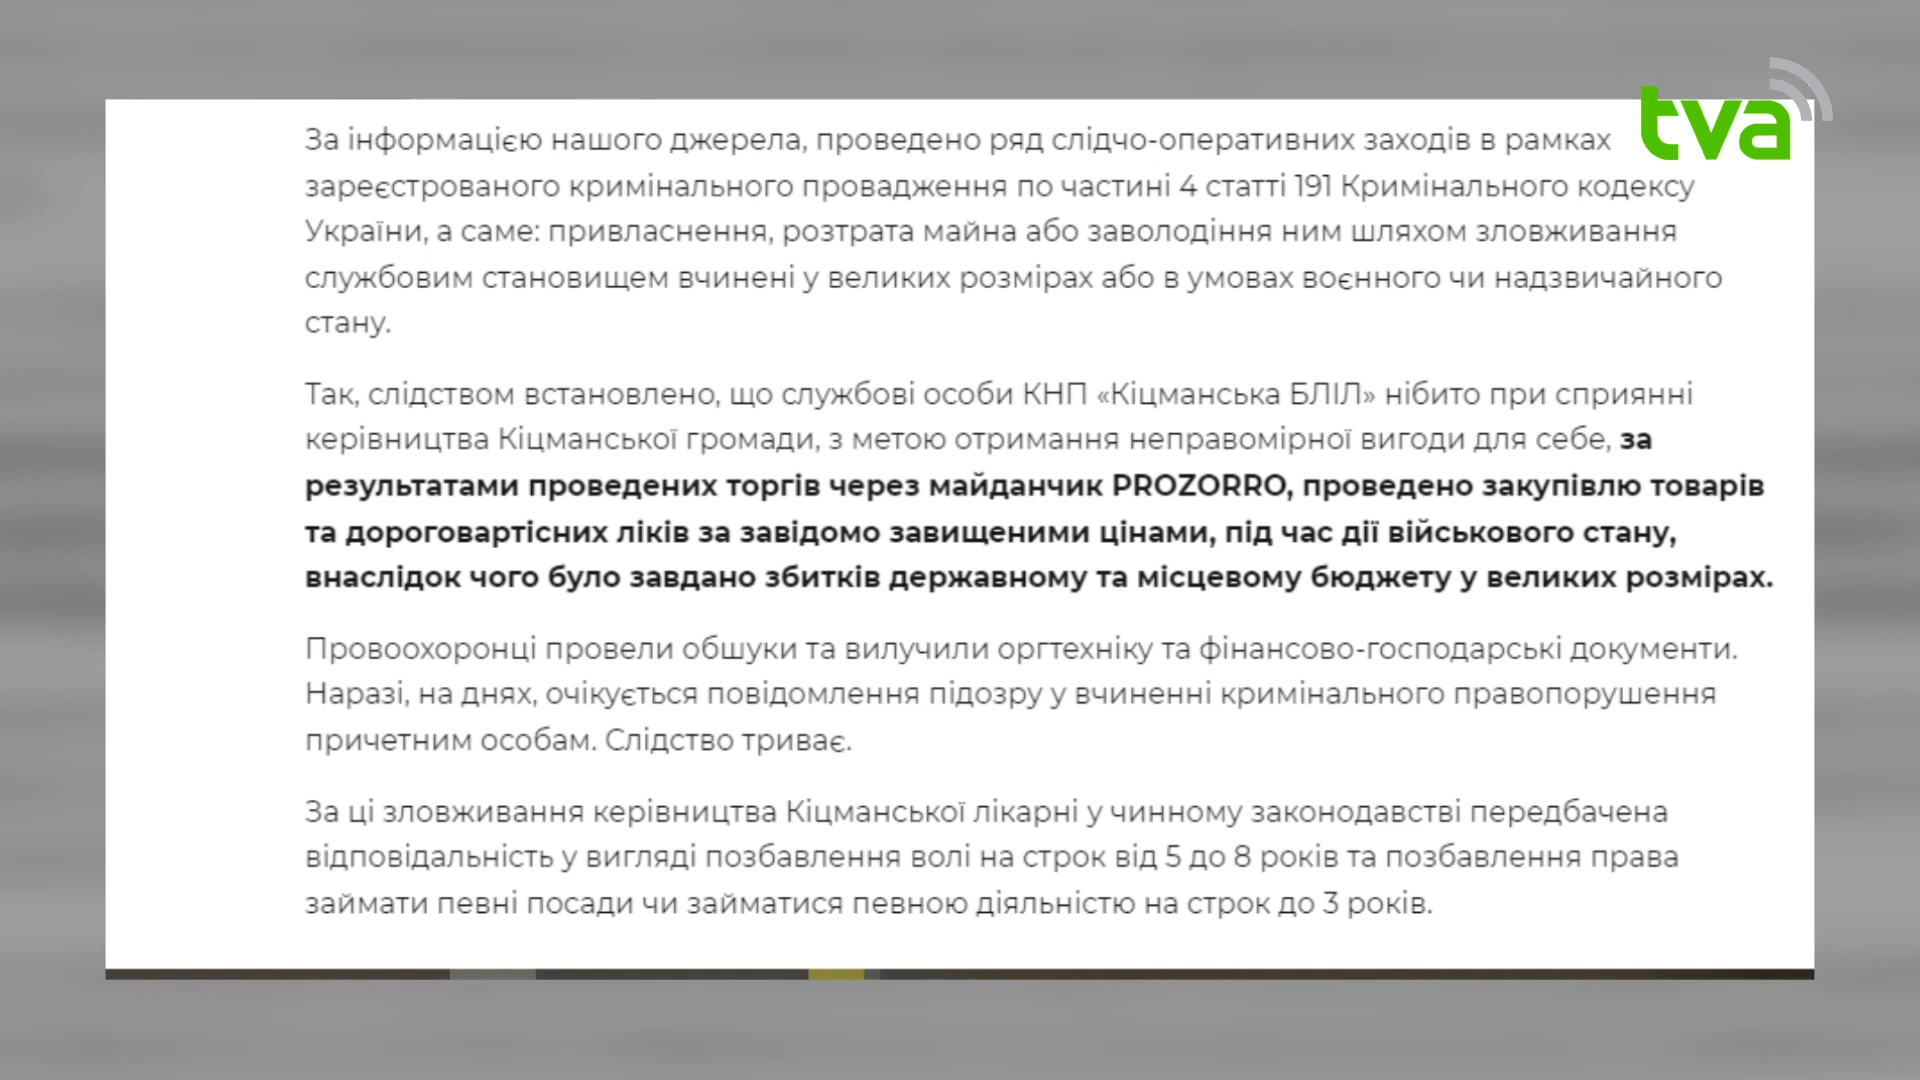 tva
За інформацією нашого джерела, проведено ряд слідчо-оперативних заходів в рамках
зареєстрованого кримінального провадження по частині 4 статті 191 Кримінального кодексу
України, а саме: привласнення, розтрата майна або заволодіння ним шляхом зловживання
службовим становищем вчинені у великих розмірах або в умовах воєнного чи надзвичайного
стану.
Так, слідством встановлено, що службові особи КНП «Кіцманська БЛІЛ» нібито при сприянні
керівництва Кіцманської громади, з метою отримання неправомірної вигоди для себе, за
результатами проведених торгів через майданчик PROZORRO, проведено закупівлю товарів
та дороговартісних ліків за завідомо завищеними цінами, під час дії військового стану,
внаслідок чого було завдано збитків державному та місцевому бюджету у великих розмірах.
Провоохоронці провели обшуки та вилучили оргтехніку та фінансово-господарські документи.
Наразі, на днях, очікується повідомлення підозру у вчиненні кримінального правопорушення
причетним особам. Слідство триває.
За ці зловживання керівництва Кіцманської лікарні у чинному законодавстві передбачена
відповідальність у вигляді позбавлення волі на строк від 5 до 8 років та позбавлення права
займати певні посади чи займатися певною діяльністю на строк до 3 років.